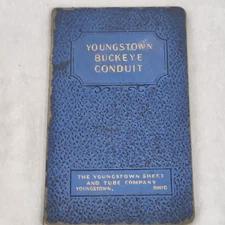 YOUNGSTOWN
BUCKEYE
CONDUIT
THE YOUNGSTOWN SHEET
AND TUBE COMPANY
YOUNGSTOWN, OHIO